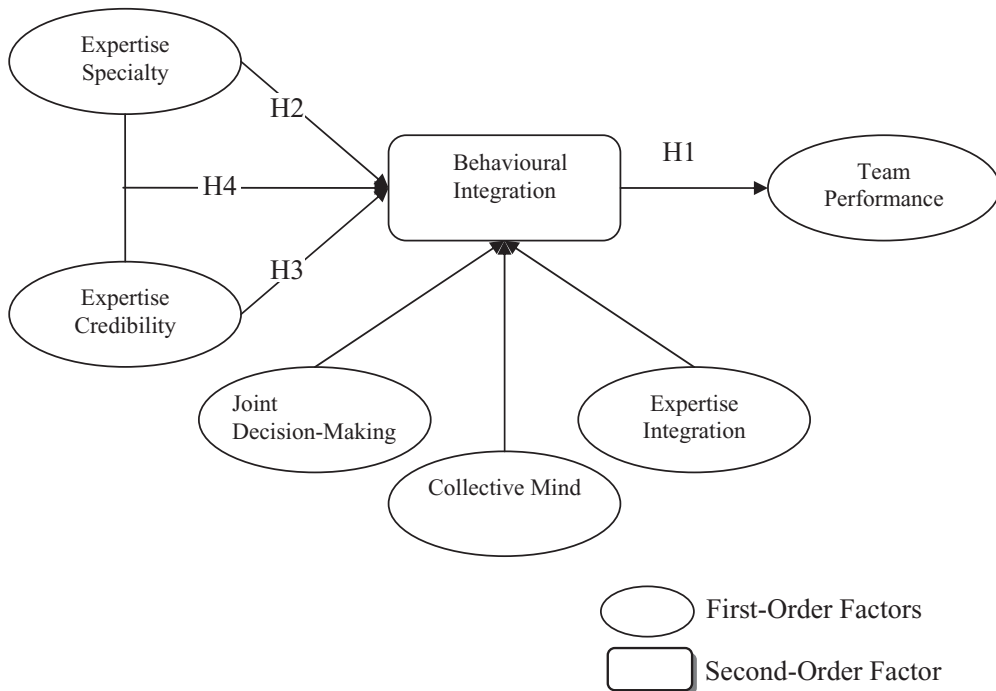 Expertise
Specialty
H2
Behavioural
Integration
H1
Team
Performance
H4
H3
Expertise
Credibility
Joint
Decision-Making
Expertise
Integration
Collective Mind
First-Order Factors
Second-Order Factor